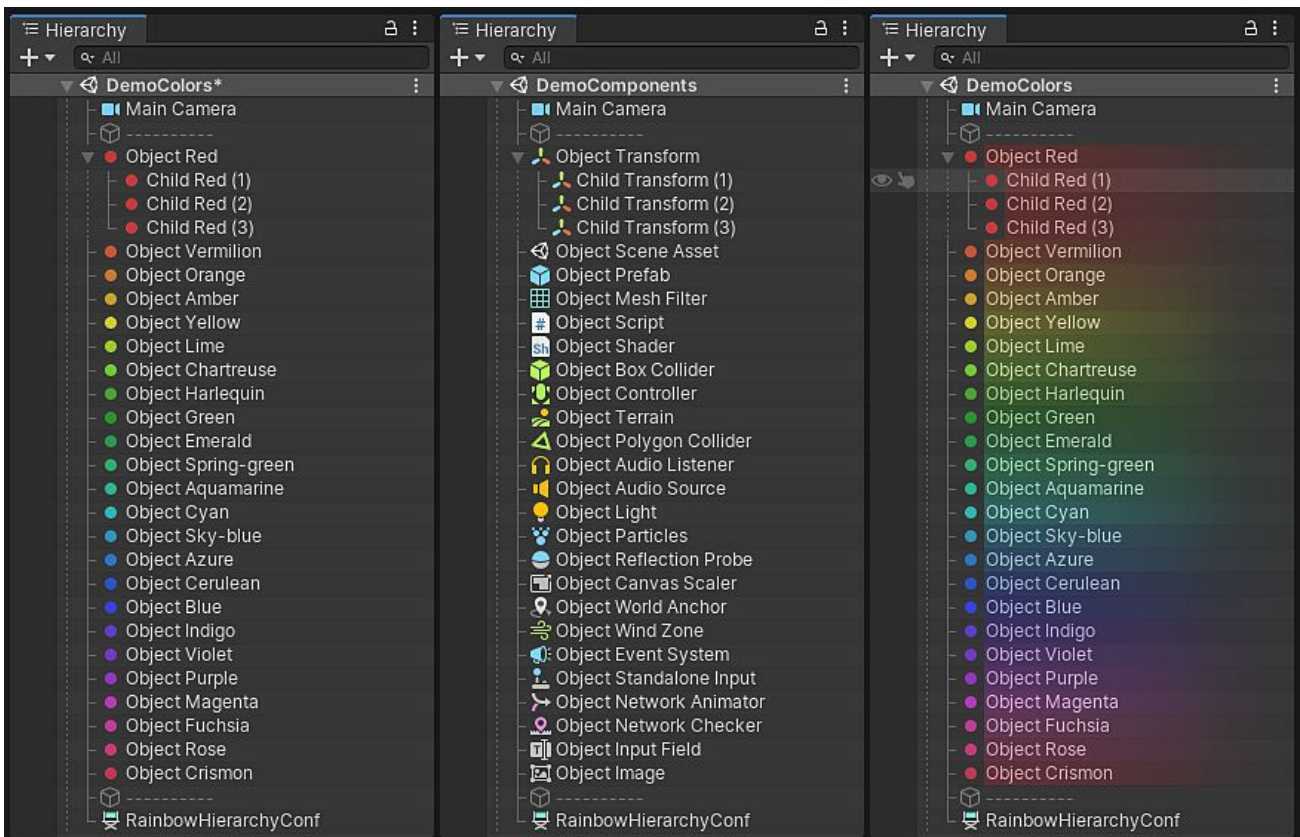 Hierarchy
All
DemoColors*
Main Camera
----------
Object Red
Child Red (1)
Child Red (2)
Child Red (3)
Object Vermilion
Object Orange
Object Amber
Object Yellow
Object Lime
Object Chartreuse
Object Harlequin
Object Green
Object Emerald
Object Spring-green
Object Aquamarine
Object Cyan
Object Sky-blue
Object Azure
Object Cerulean
Object Blue
Object Indigo
Object Violet
Object Purple
Object Magenta
Object Fuchsia
Object Rose
Object Crismon
----------
RainbowHierarchyConf
Hierarchy
All
DemoComponents
Main Camera
----------
Object Transform
Child Transform (1)
Child Transform (2)
Child Transform (3)
Object Scene Asset
Object Prefab
Object Mesh Filter
# Object Script
Sh Object Shader
Object Box Collider
Object Controller
Object Terrain
Object Polygon Collider
Object Audio Listener
Object Audio Source
Object Light
Object Particles
Object Reflection Probe
Object Canvas Scaler
Object World Anchor
Object Wind Zone
Object Event System
Object Standalone Input
Object Network Animator
Object Network Checker
T Object Input Field
Object Image
----------
RainbowHierarchyConf
Hierarchy
All
DemoColors
Main Camera
----------
Object Red
Child Red (1)
Child Red (2)
Child Red (3)
Object Vermilion
Object Orange
Object Amber
Object Yellow
Object Lime
Object Chartreuse
Object Harlequin
Object Green
Object Emerald
Object Spring-green
Object Aquamarine
Object Cyan
Object Sky-blue
Object Azure
Object Cerulean
Object Blue
Object Indigo
Object Violet
Object Purple
Object Magenta
Object Fuchsia
Object Rose
Object Crismon
----------
RainbowHierarchyConf